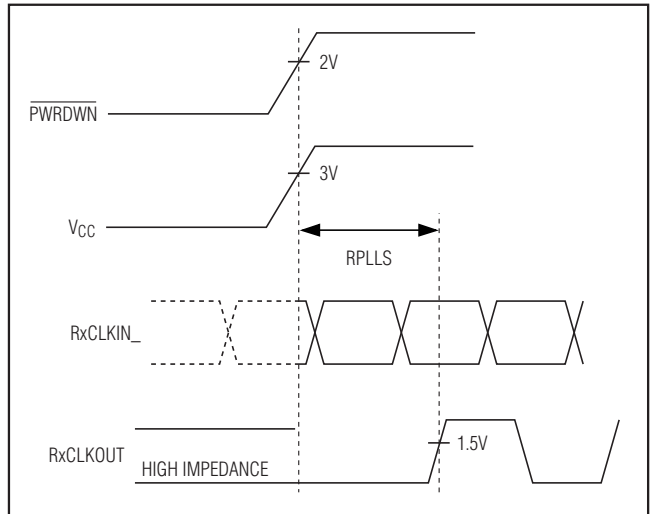 2V
PWRDWN
3V
VCC
RPLLS
RxCLKIN_
RxCLKOUT
1.5V
HIGH IMPEDANCE